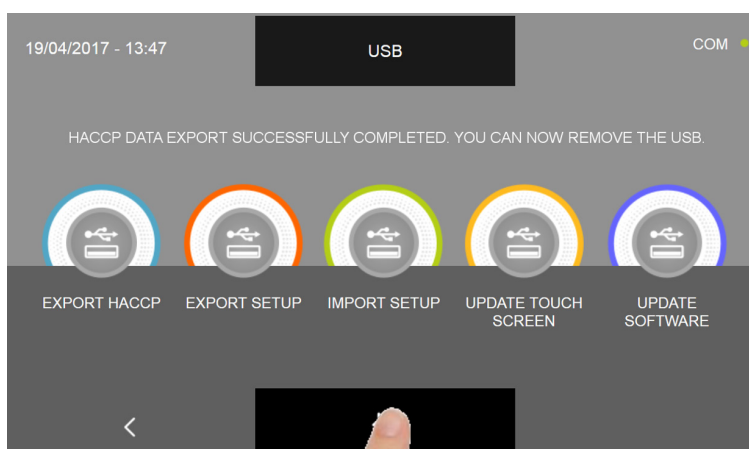 19/04/2017 - 13:47
USB
COM
HACCP DATA EXPORT SUCCESSFULLY COMPLETED. YOU CAN NOW REMOVE THE USB.
EXPORT HACCP
EXPORT SETUP
IMPORT SETUP
UPDATE TOUCH
SCREEN
UPDATE
SOFTWARE